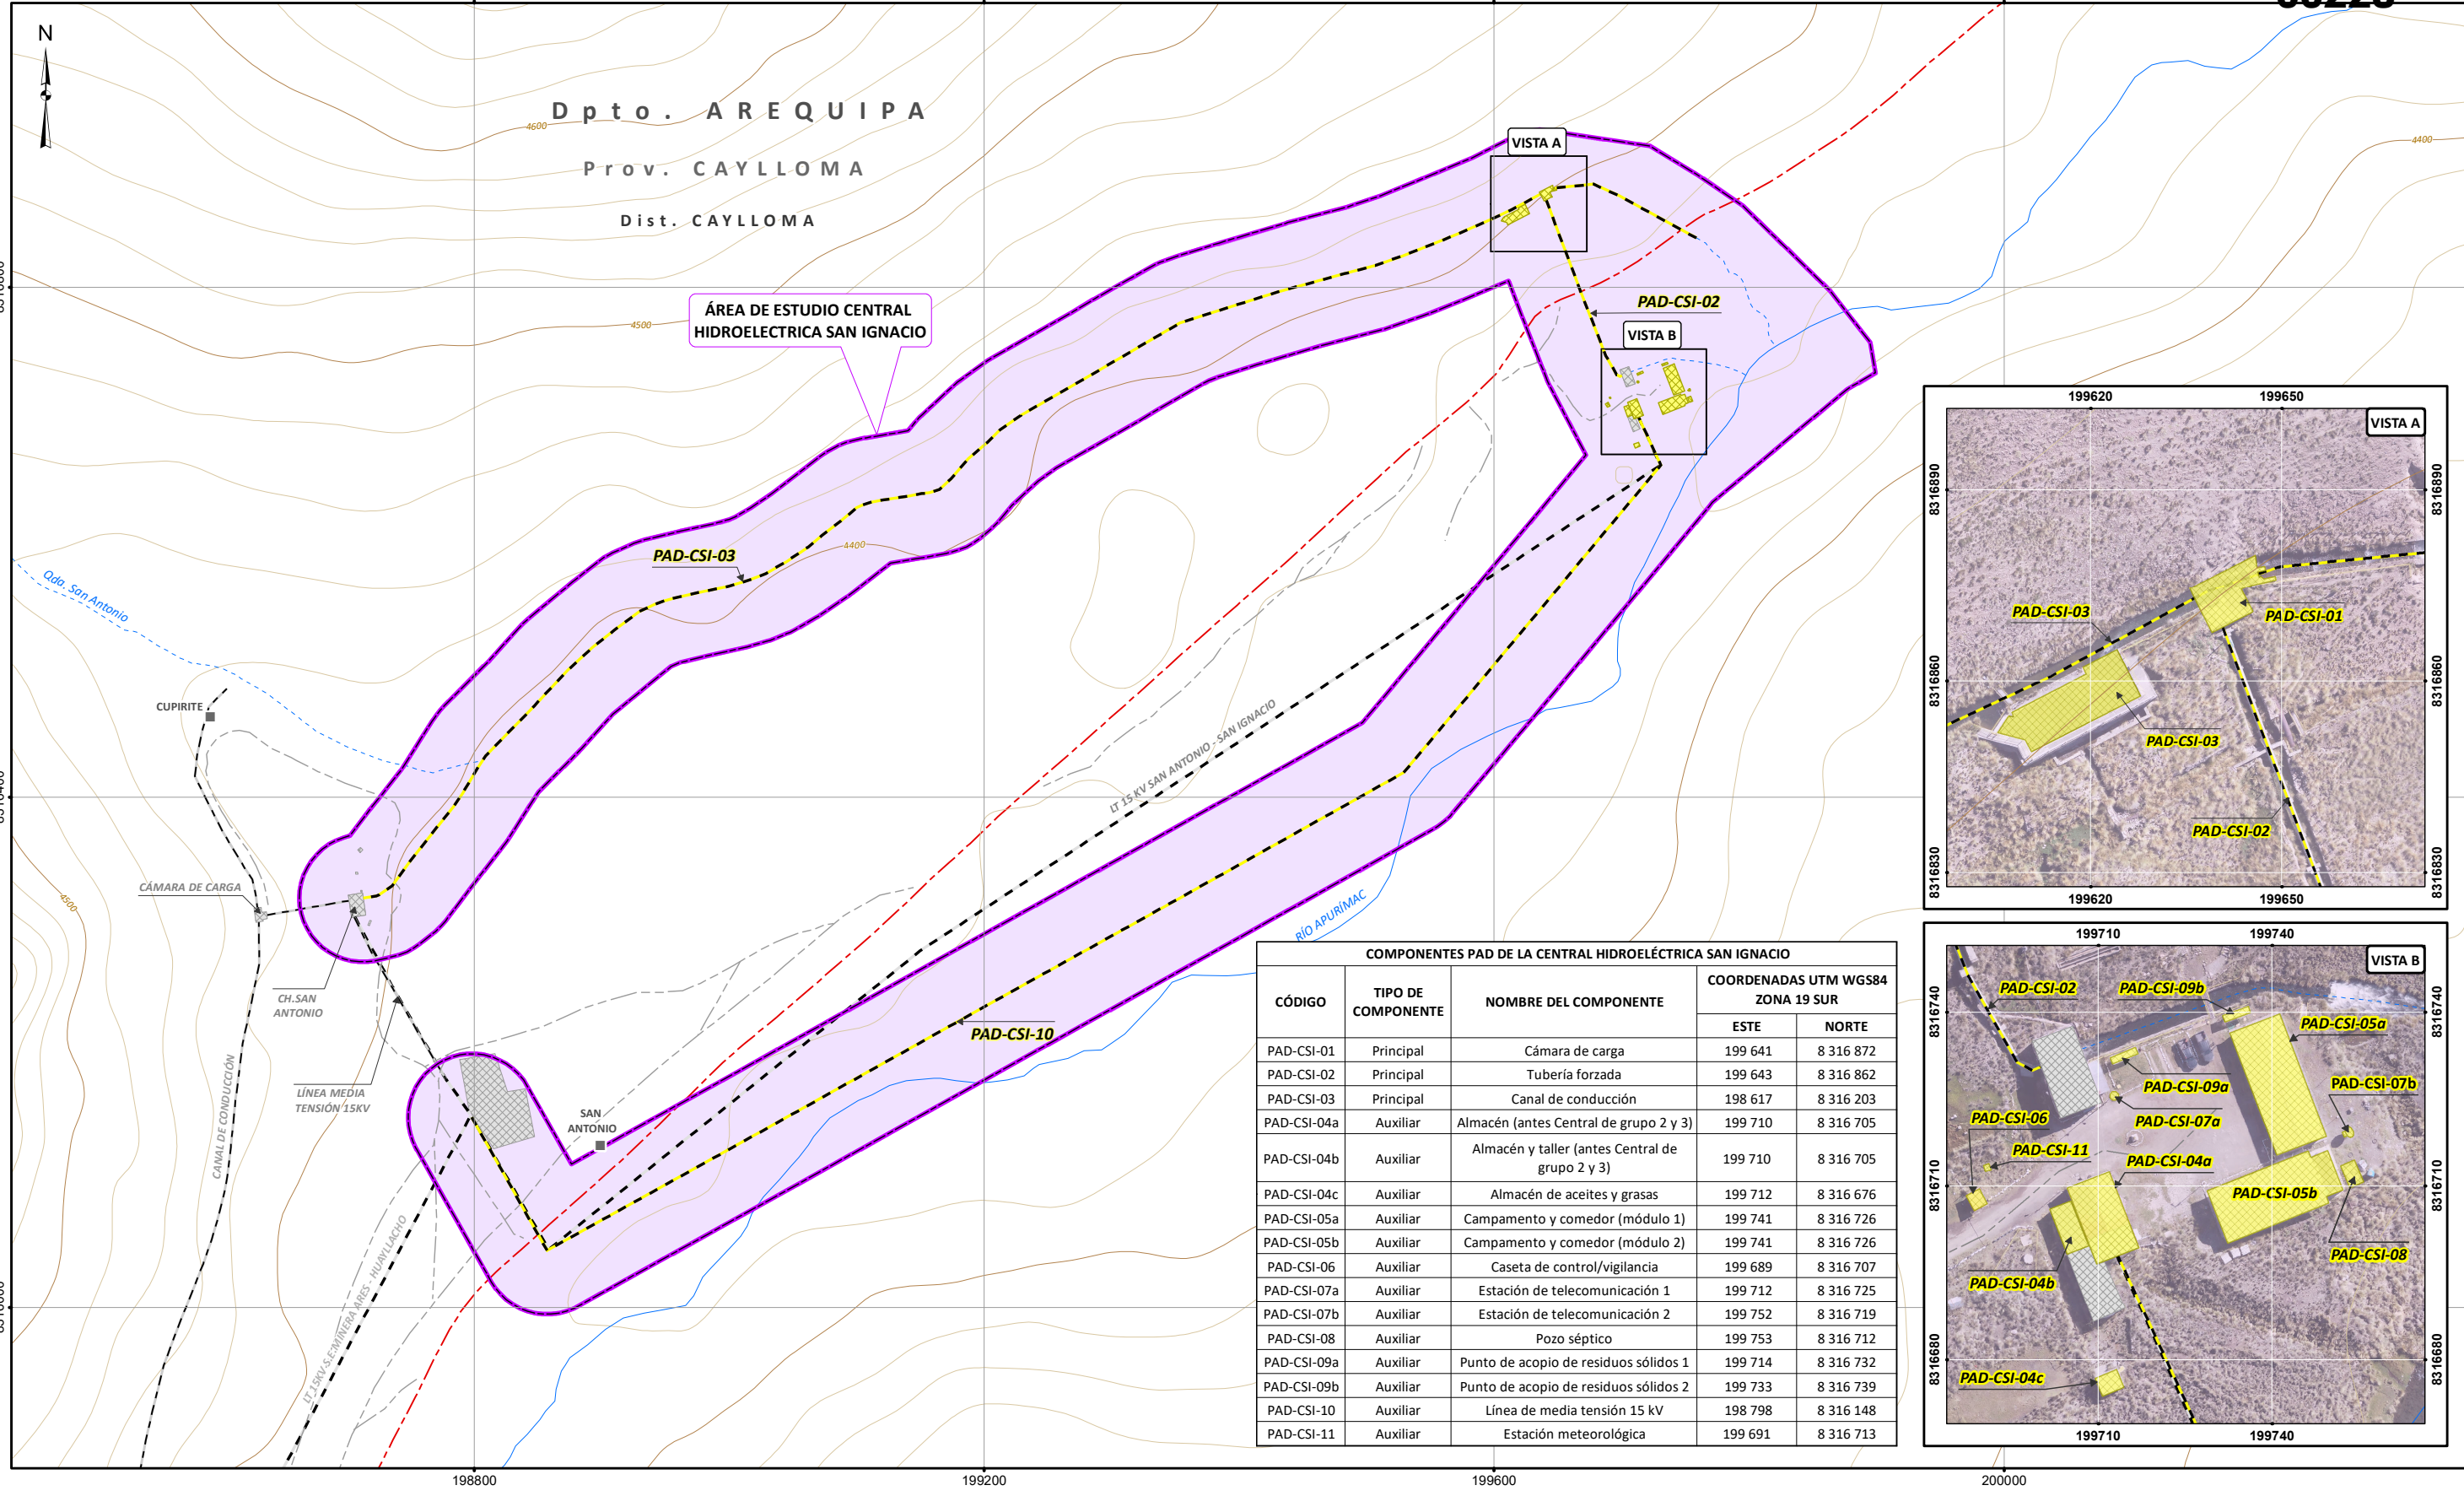 N
Dpto. AREQUIPA
Prov. CAYLLOMA
Dist. CAYLLOMA
4600
4500
4400
4400
4500
ÁREA DE ESTUDIO CENTRAL
HIDROELECTRICA SAN IGNACIO
VISTA A
PAD-CSI-02
VISTA B
PAD-CSI-03
Qda. San Antonio
CUPIRITE
CÁMARA DE CARGA
CH.SAN
ANTONIO
LÍNEA MEDIA
TENSIÓN 15KV
CANAL DE CONDUCCIÓN
LT 15KV S.E.MINERA ARES - HUAYLLACHO
SAN
ANTONIO
LT 15 KV SAN ANTONIO - SAN IGNACIO
RÍO APURÍMAC
PAD-CSI-10
198800
199200
199600
200000
COMPONENTES PAD DE LA CENTRAL HIDROELÉCTRICA SAN IGNACIO
CÓDIGO TIPO DE COMPONENTE NOMBRE DEL COMPONENTE COORDENADAS UTM WGS84 ZONA 19 SUR
ESTE NORTE
PAD-CSI-01 Principal Cámara de carga 199 641 8 316 872
PAD-CSI-02 Principal Tubería forzada 199 643 8 316 862
PAD-CSI-03 Principal Canal de conducción 198 617 8 316 203
PAD-CSI-04a Auxiliar Almacén (antes Central de grupo 2 y 3) 199 710 8 316 705
PAD-CSI-04b Auxiliar Almacén y taller (antes Central de grupo 2 y 3) 199 710 8 316 705
PAD-CSI-04c Auxiliar Almacén de aceites y grasas 199 712 8 316 676
PAD-CSI-05a Auxiliar Campamento y comedor (módulo 1) 199 741 8 316 726
PAD-CSI-05b Auxiliar Campamento y comedor (módulo 2) 199 741 8 316 726
PAD-CSI-06 Auxiliar Caseta de control/vigilancia 199 689 8 316 707
PAD-CSI-07a Auxiliar Estación de telecomunicación 1 199 712 8 316 725
PAD-CSI-07b Auxiliar Estación de telecomunicación 2 199 752 8 316 719
PAD-CSI-08 Auxiliar Pozo séptico 199 753 8 316 712
PAD-CSI-09a Auxiliar Punto de acopio de residuos sólidos 1 199 714 8 316 732
PAD-CSI-09b Auxiliar Punto de acopio de residuos sólidos 2 199 733 8 316 739
PAD-CSI-10 Auxiliar Línea de media tensión 15 kV 198 798 8 316 148
PAD-CSI-11 Auxiliar Estación meteorológica 199 691 8 316 713
199620 199650
VISTA A
8316890 8316890
PAD-CSI-03
PAD-CSI-01
8316860 8316860
PAD-CSI-03
PAD-CSI-02
8316830 8316830
199620 199650
199710 199740
VISTA B
PAD-CSI-02
PAD-CSI-09b
8316740 8316740
PAD-CSI-05a
PAD-CSI-09a
PAD-CSI-07b
PAD-CSI-06
PAD-CSI-07a
PAD-CSI-11
PAD-CSI-04a
8316710 8316710
PAD-CSI-05b
PAD-CSI-08
PAD-CSI-04b
8316680 8316680
PAD-CSI-04c
199710 199740